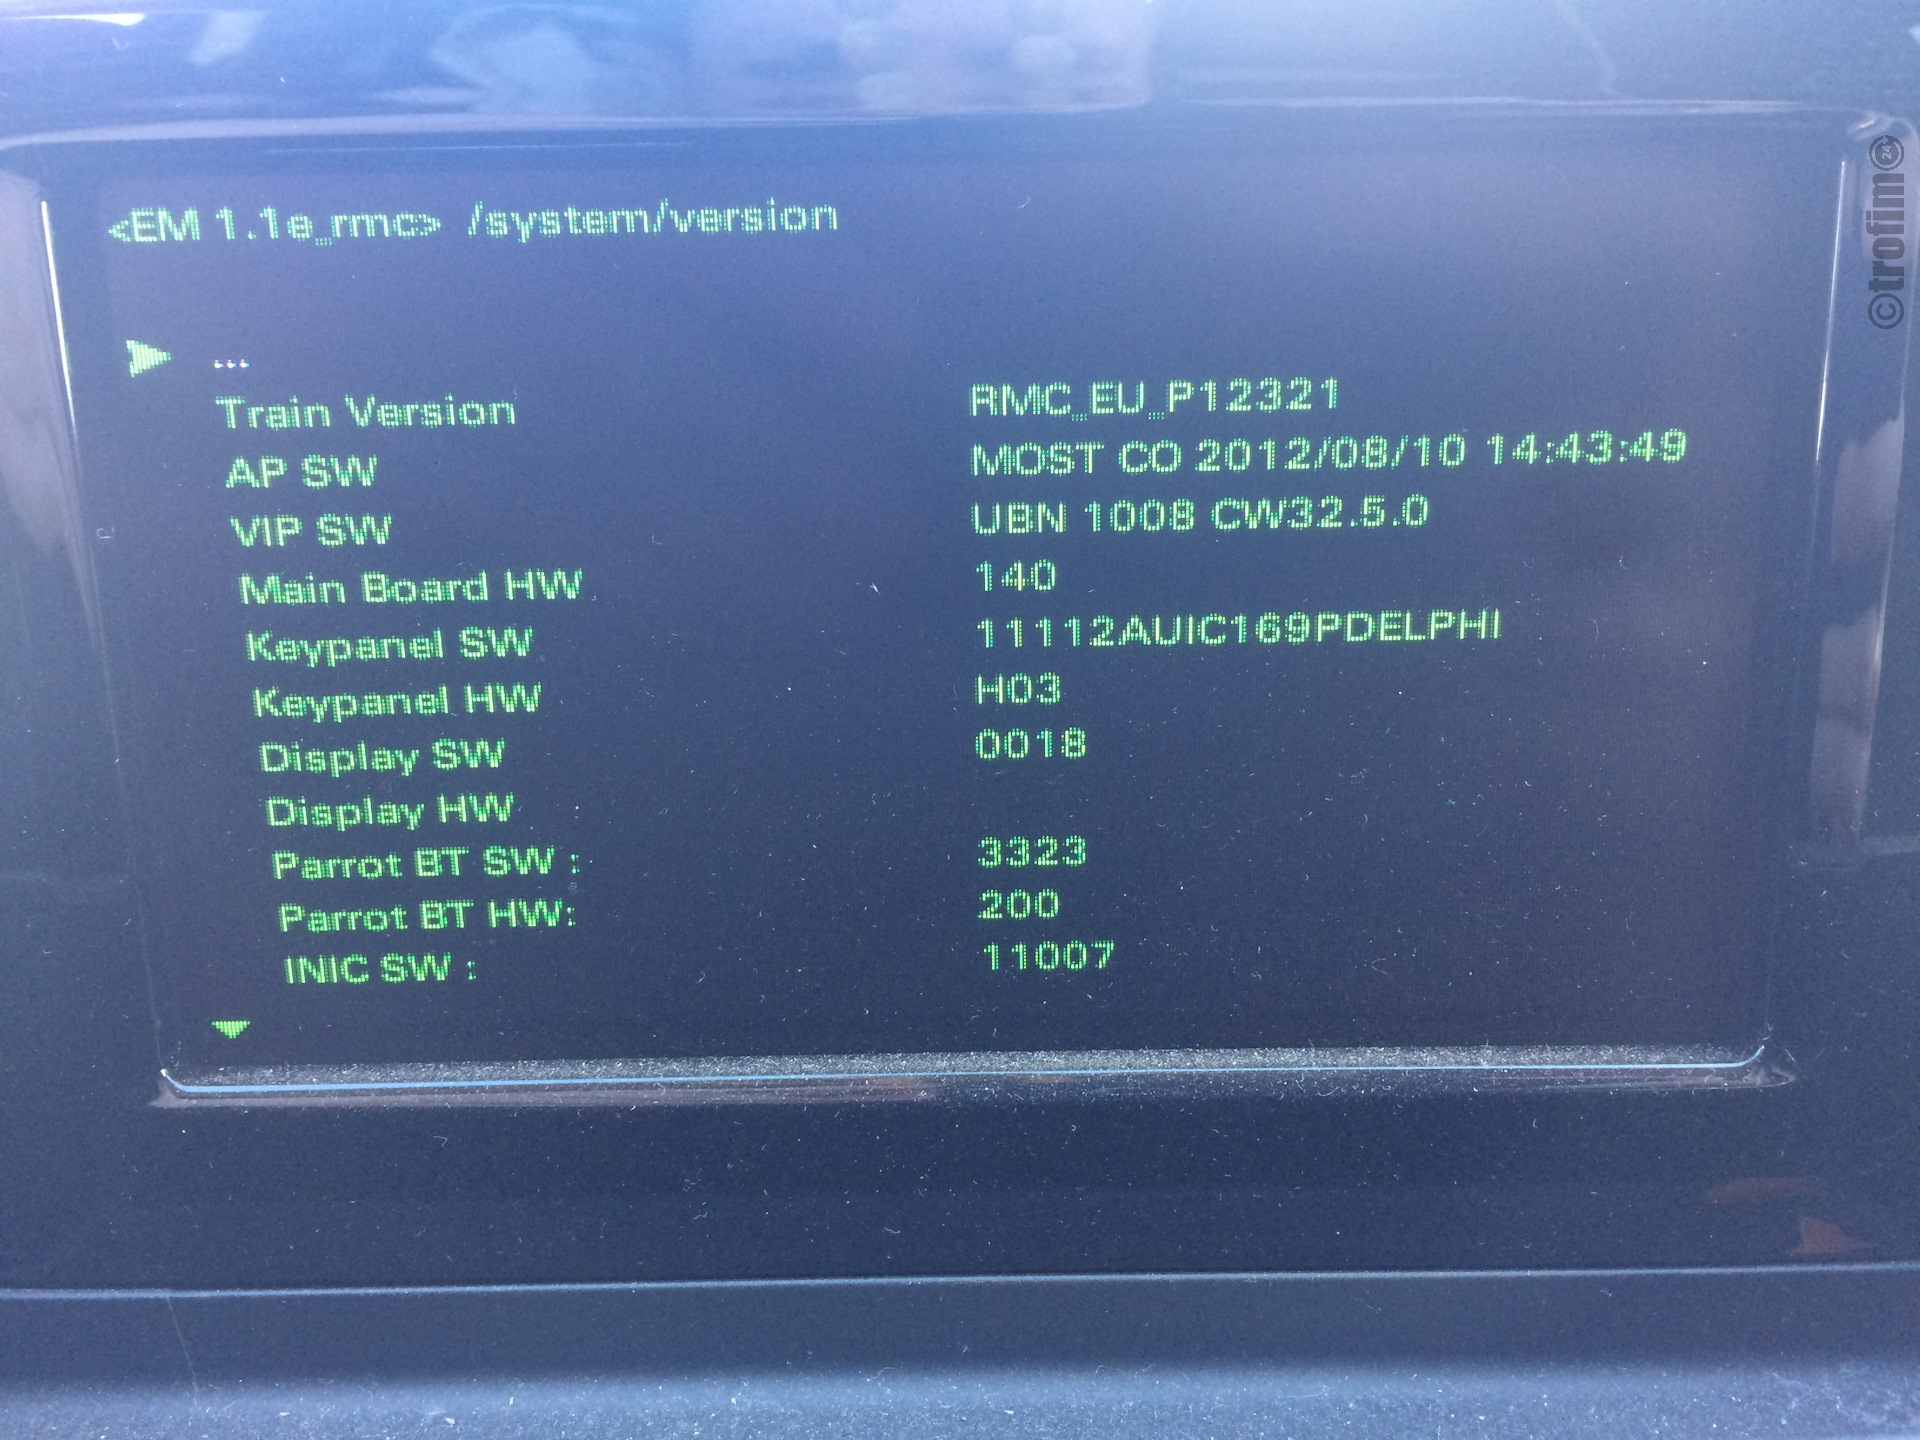 <EM 1.1e_rmc> /system/version
...
Train Version RMC_EU_P12321
AP SW MOST CO 2012/08/10 14:43:49
VIP SW UBN 1008 CW32.5.0
Main Board HW 140
Keypanel SW 11112AUIC169PDELPHI
Keypanel HW H03
Display SW 0018
Display HW
Parrot BT SW : 3323
Parrot BT HW: 200
INIC SW : 11007
©trofim24